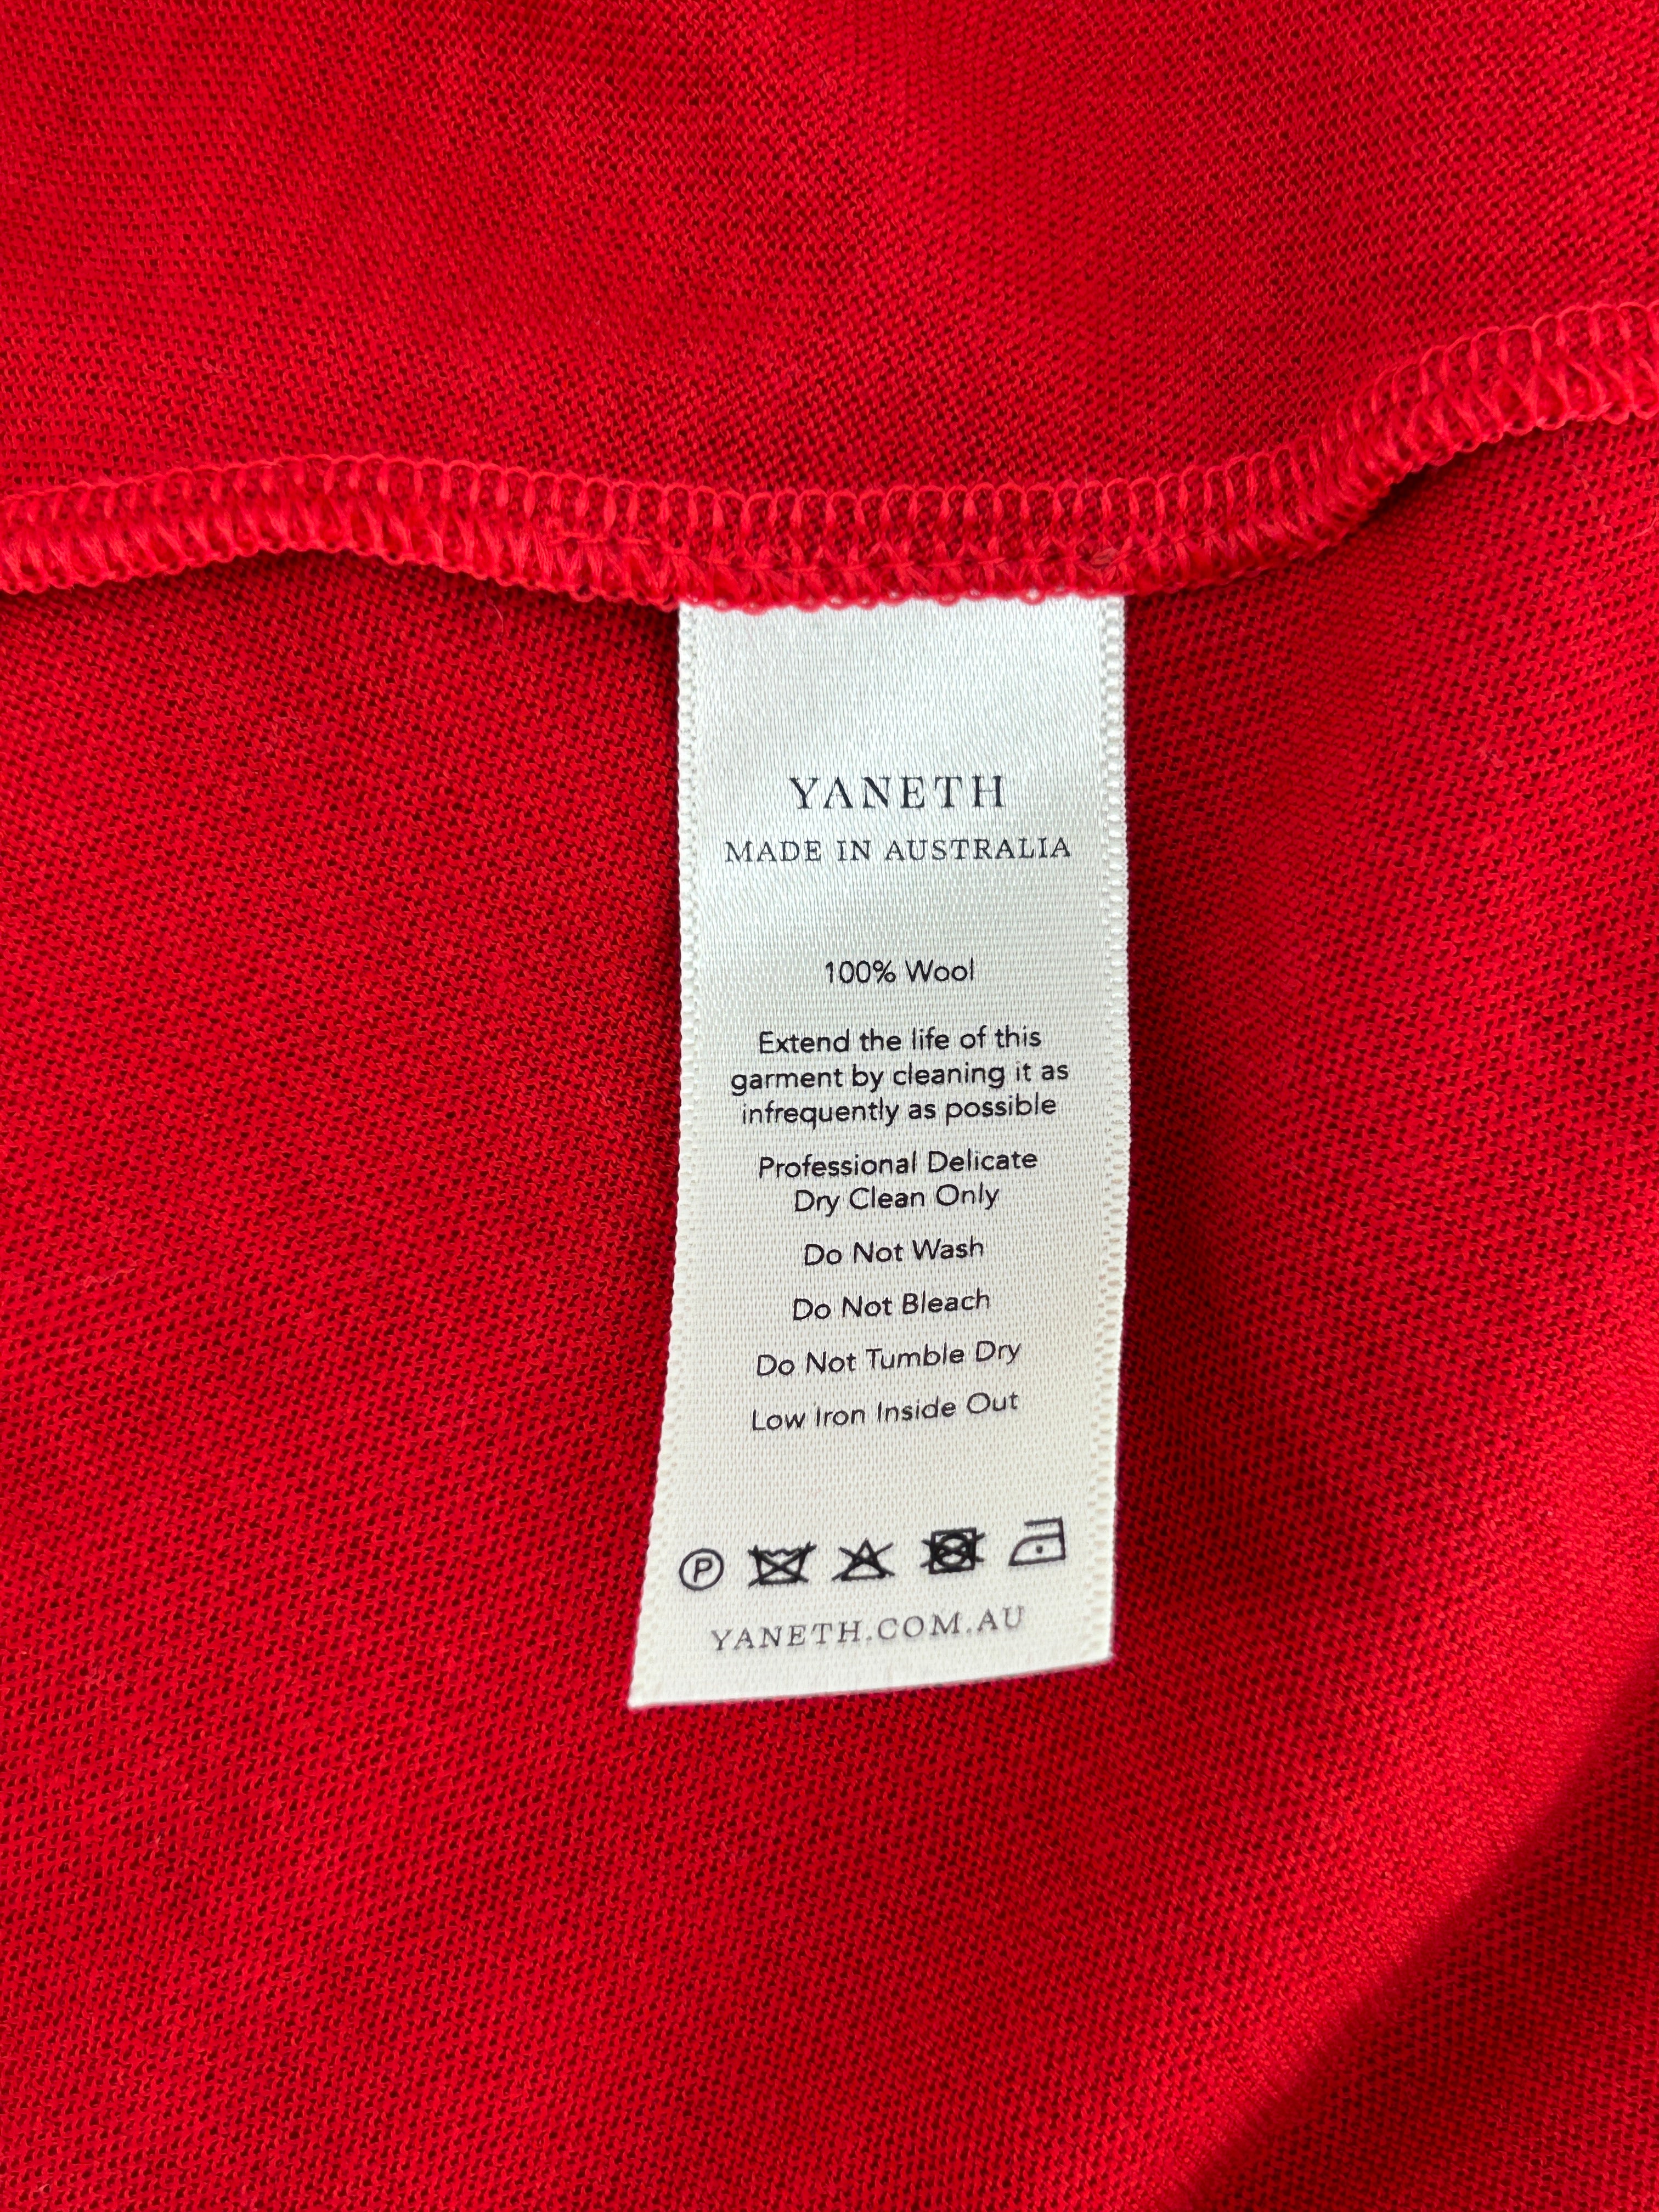 YANETH
MADE IN AUSTRALIA
100% Wool
Extend the life of this
garment by cleaning it as
infrequently as possible
Professional Delicate
Dry Clean Only
Do Not Wash
Do Not Bleach
Do Not Tumble Dry
Low Iron Inside Out
P
YANETH.COM.AU